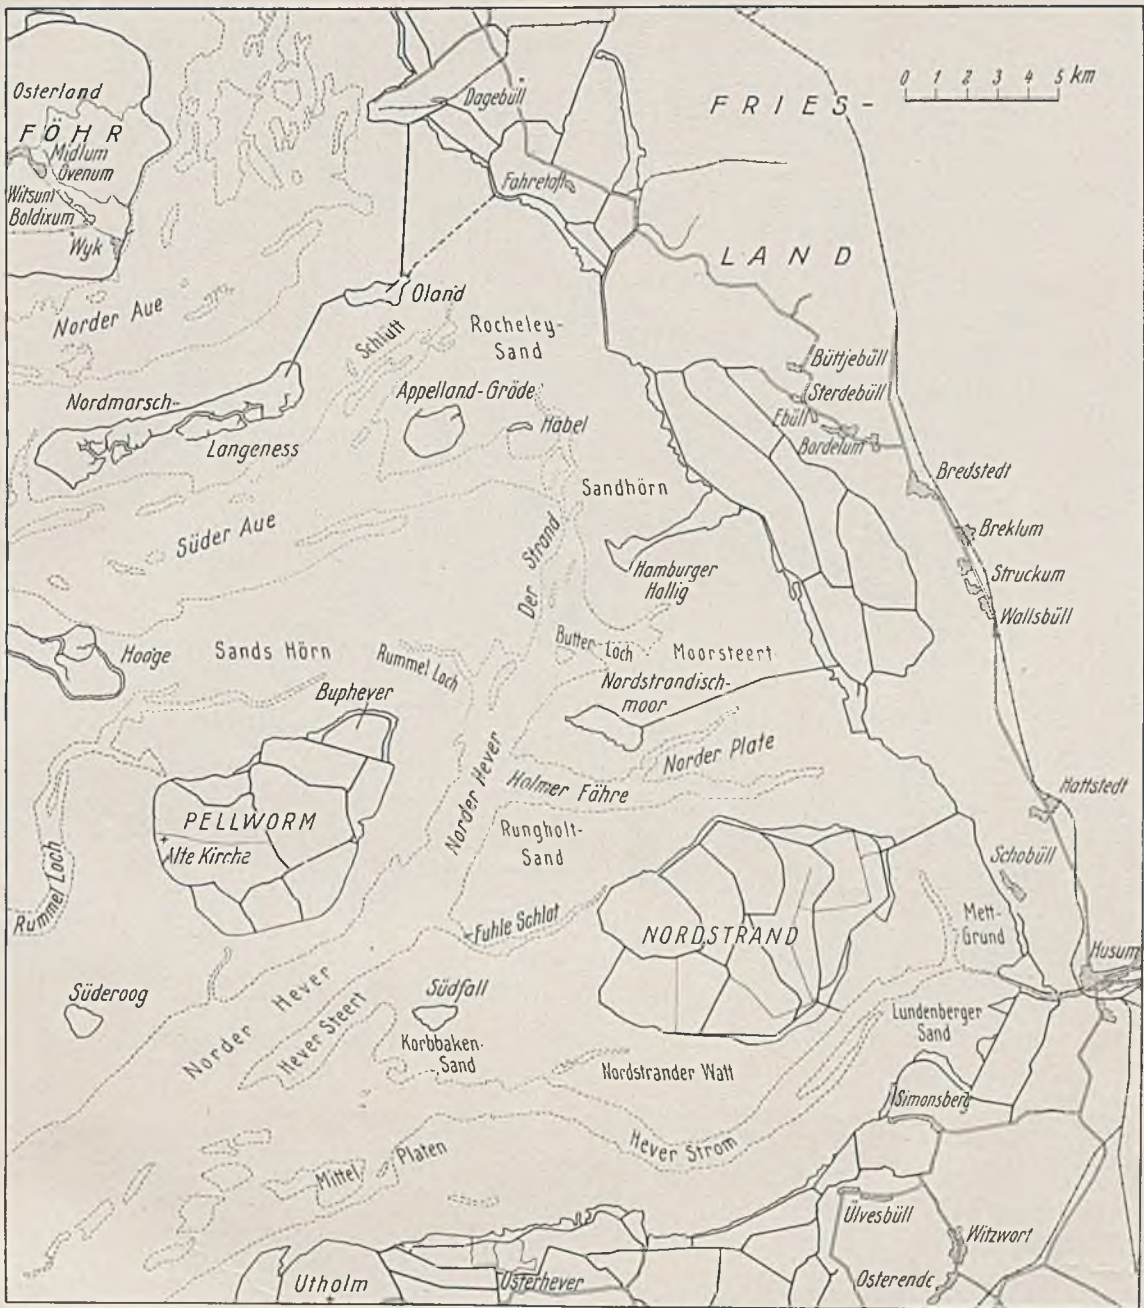 0 1 2 3 4 5 km
Osterland
FÖHR
Midlum
Övenum
Witsum
Boldixum
Wyk
Dagebüll
Fahretoft
FRIES-
LAND
Norder Aue
Oland
Schlutt
Rocheley-
Sand
Nordmarsch-
Langeness
Appelland-Gröde
Habel
Büttjebüll
Sterdebüll
Ebüll
Bordelum
Bredstedt
Breklum
Struckum
Wallsbüll
Sandhörn
Süder Aue
Der Strand
Hamburger
Hallig
Hooge
Sands Hörn
Rummel Loch
Butter-Loch
Moorsteert
Nordstrandisch-
moor
Buphever
Norder Plate
Norder Hever
Holmer Fähre
Hattstedt
PELLWORM
Alte Kirche
Rungholt-
Sand
Schobüll
Rummel Loch
Fuhle Schlot
NORDSTRAND
Mett-
Grund
Husum
Süderoog
Norder Hever
Hever Steert
Südfall
Korbbaken-
Sand
Lundenberger
Sand
Nordstrander Watt
Simonsberg
Hever Strom
Mittel Platen
Ülvesbüll
Witzwort
Osterende
Utholm
Osterhever